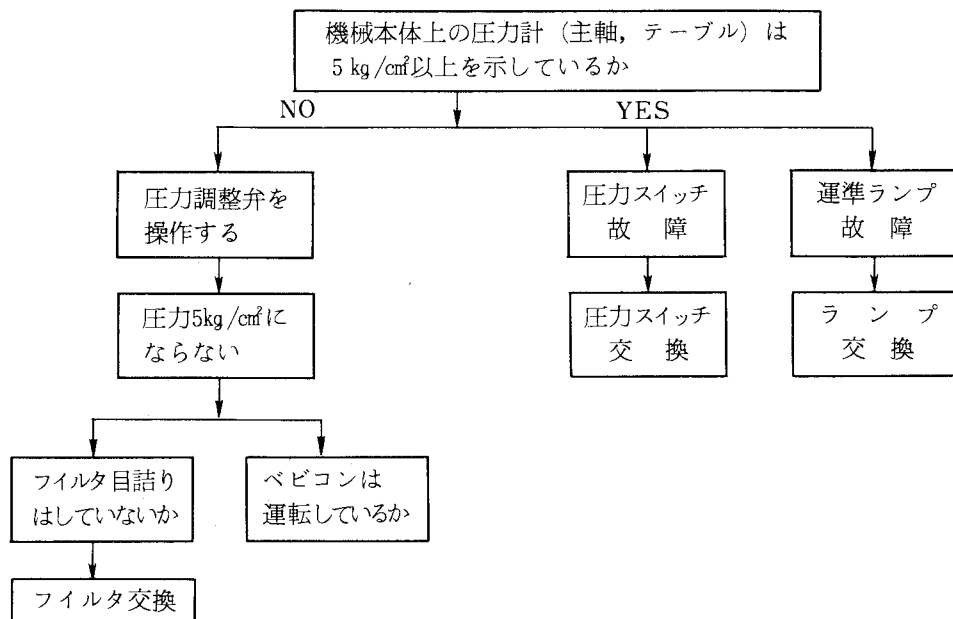 機械本体上の圧力計（主軸，テーブル）は
5㎏/㎠以上を示しているか
NO
YES
圧力調整弁を
操作する
圧力スイッチ
故障
運準ランプ
故障
圧力5㎏/㎠に
ならない
圧力スイッチ
交換
ランプ
交換
フイルタ目詰り
はしていないか
ベビコンは
運転しているか
フイルタ交換